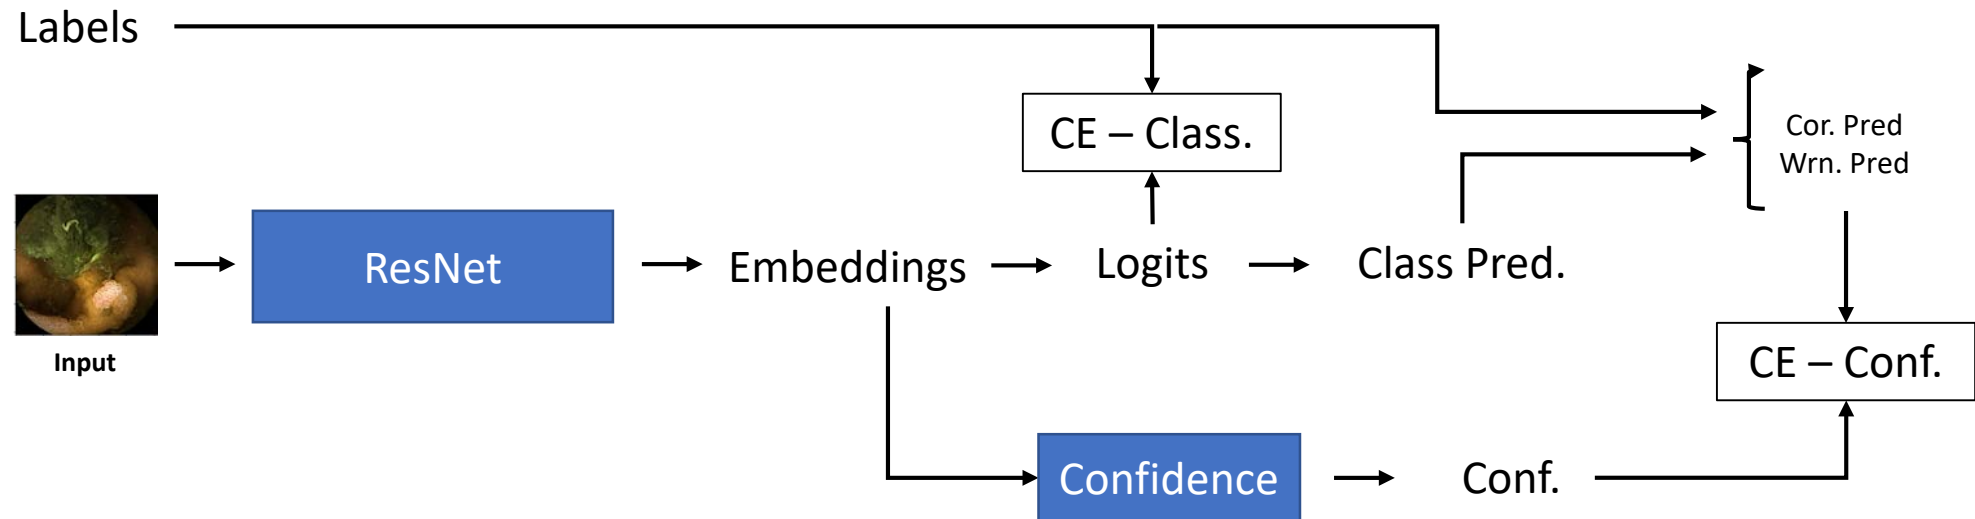 Labels
CE – Class.
Cor. Pred
Wrn. Pred
ResNet
Embeddings
Logits
Class Pred.
Input
CE – Conf.
Confidence
Conf.